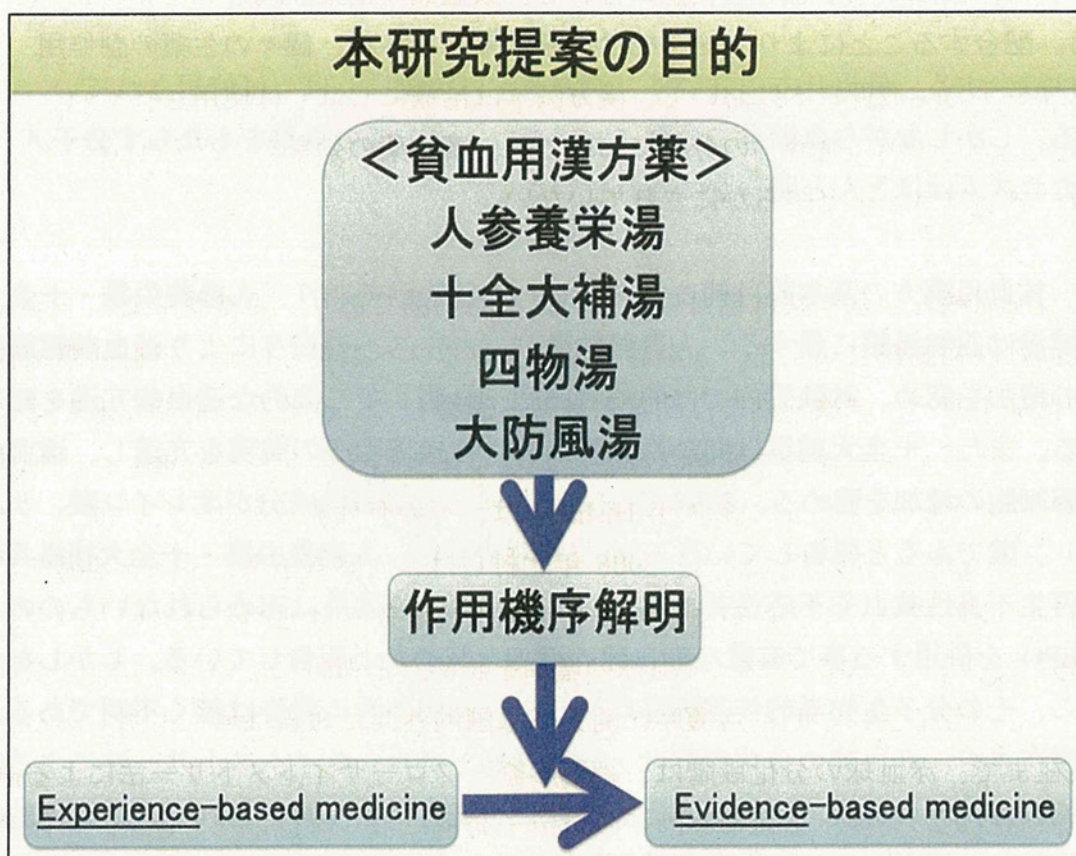 本研究提案の目的
<貧血用漢方薬>
人参養栄湯
十全大補湯
四物湯
大防風湯
作用機序解明
Experience-based medicine
Evidence-based medicine